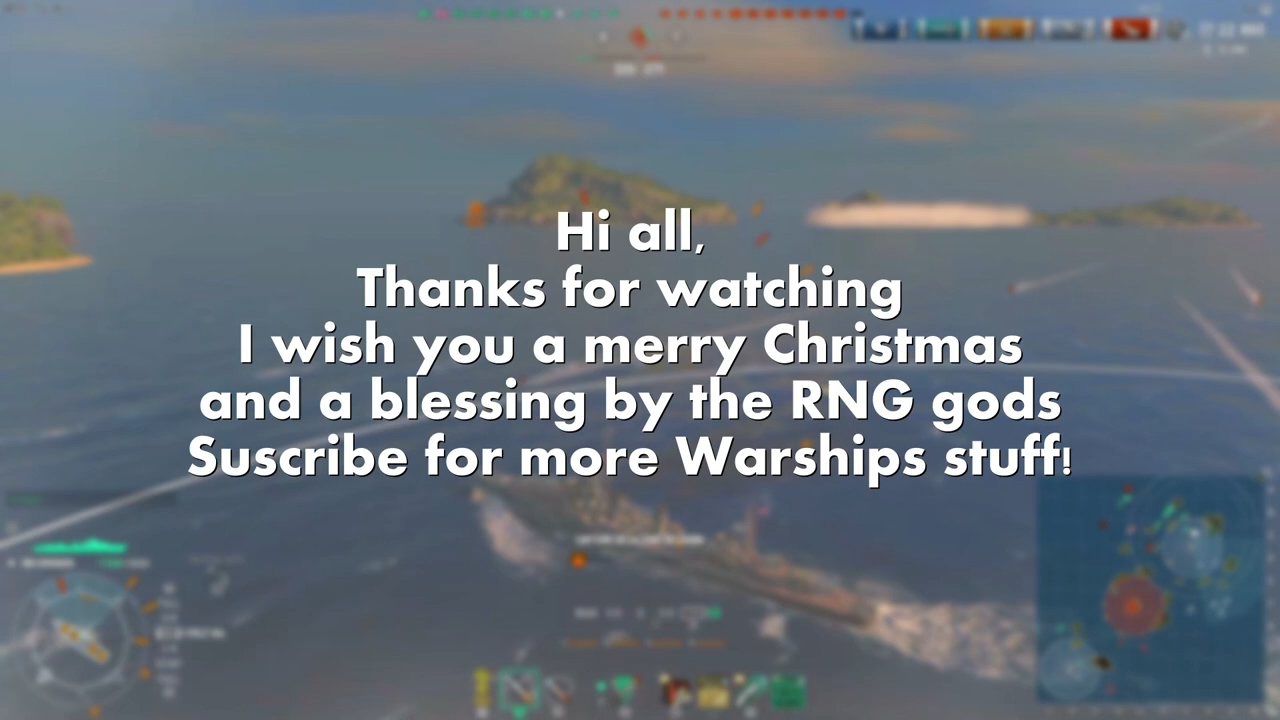 Hi all,
Thanks for watching
I wish you a merry Christmas
and a blessing by the RNG gods
Suscribe for more Warships stuff!